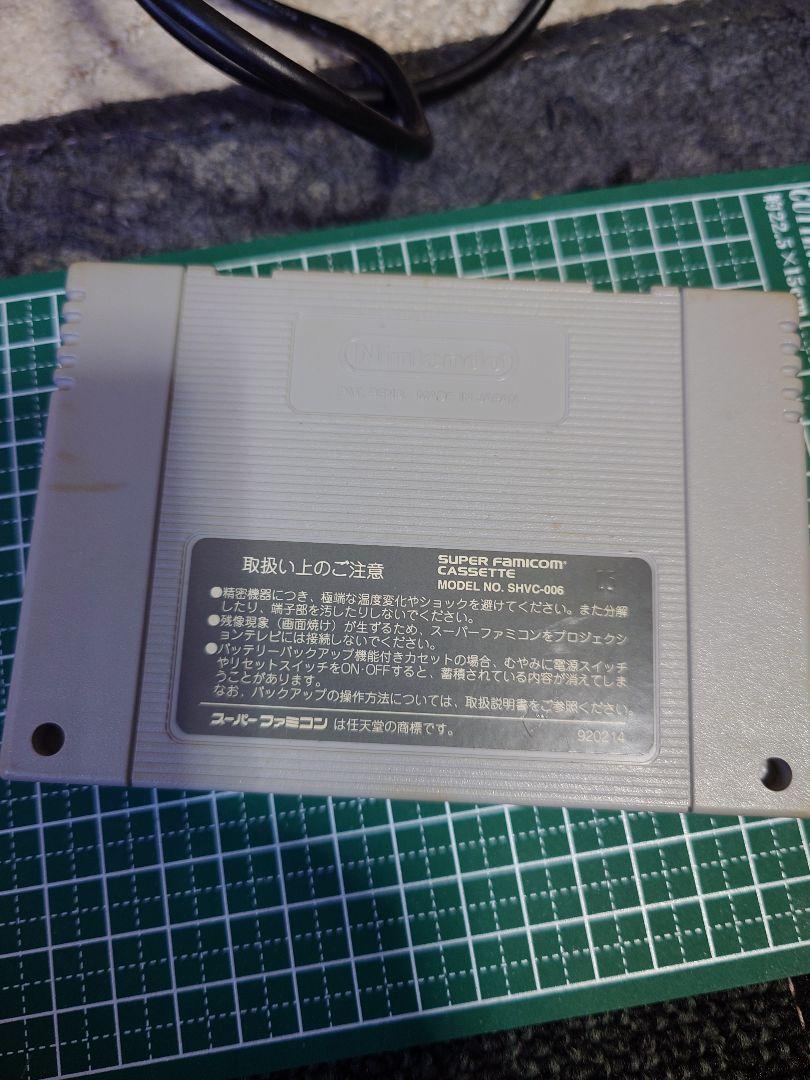 Nintendo
MADE IN JAPAN
取扱い上のご注意
SUPER FAMICOM
CASSETTE
MODEL NO. SHVC-006
●精密機器につき、極端な温度変化やショックを避けてください。また分解
したり、端子部を汚したりしないでください。
●残像現象（画面焼け）が生ずるため、スーパーファミコンをプロジェクシ
ョンテレビには接続しないでください。
●バッテリーバックアップ機能付きカセットの場合、むやみに電源スイッチ
やリセットスイッチをON・OFFすると、蓄積されている内容が消えてしま
うことがあります。
なお、バックアップの操作方法については、取扱説明書をご参照ください。
スーパーファミコン は任天堂の商標です。
920214